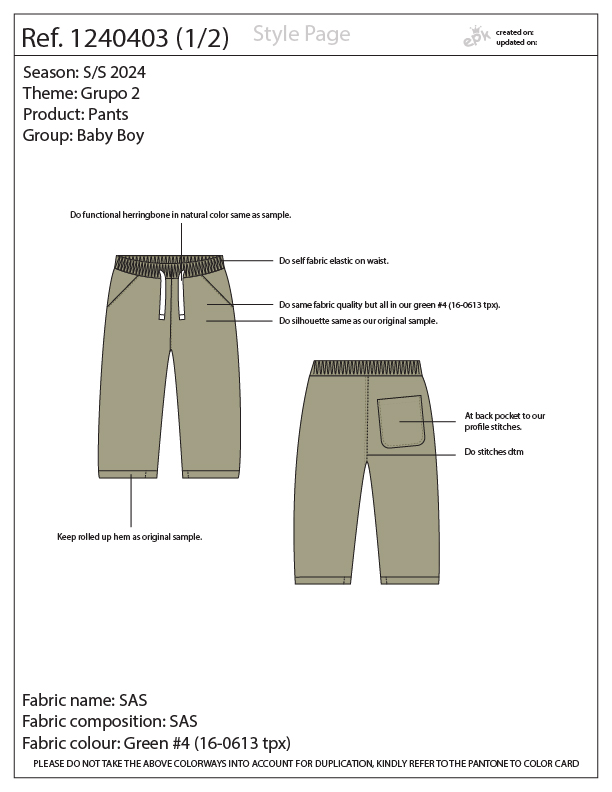 Ref. 1240403 (1/2)
Style Page
epk
created on:
updated on:
Season: S/S 2024
Theme: Grupo 2
Product: Pants
Group: Baby Boy
Do functional herringbone in natural color same as sample.
Do self fabric elastic on waist.
Do same fabric quality but all in our green #4 (16-0613 tpx).
Do silhouette same as our original sample.
At back pocket to our
profile stitches.
Do stitches dtm
Keep rolled up hem as original sample.
Fabric name: SAS
Fabric composition: SAS
Fabric colour: Green #4 (16-0613 tpx)
PLEASE DO NOT TAKE THE ABOVE COLORWAYS INTO ACCOUNT FOR DUPLICATION, KINDLY REFER TO THE PANTONE TO COLOR CARD